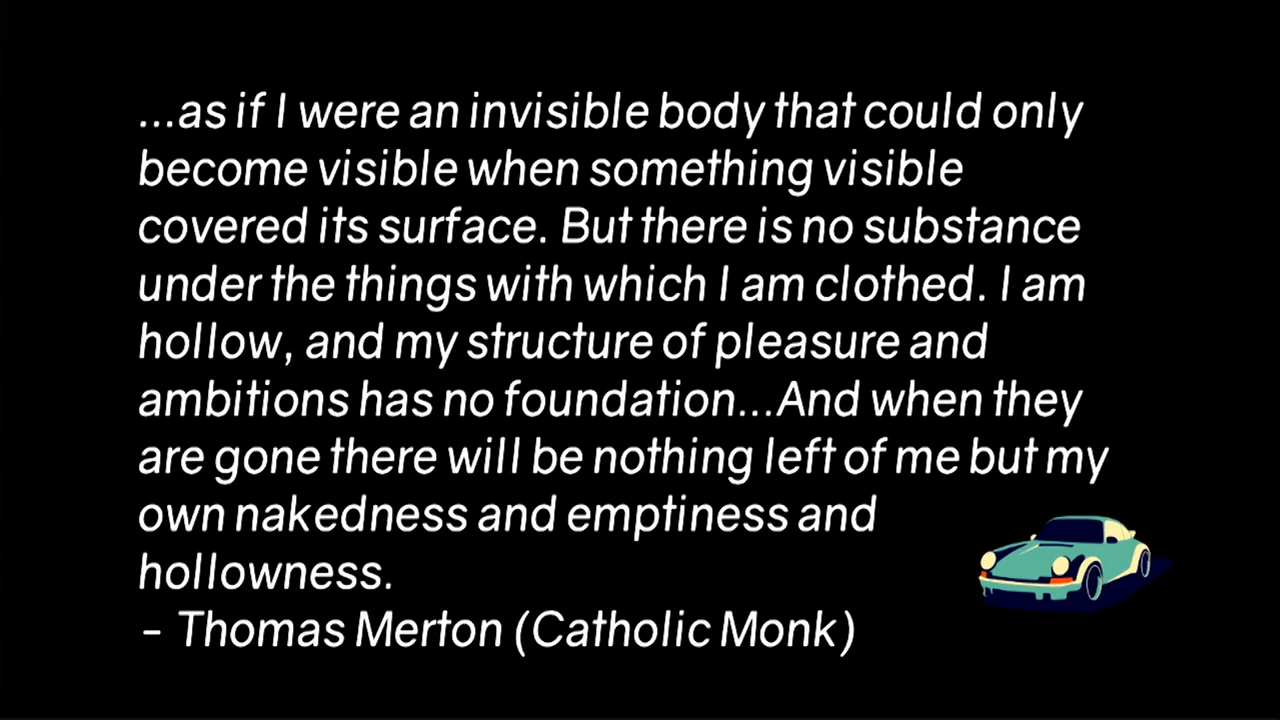 ...as if I were an invisible body that could only
become visible when something visible
covered its surface. But there is no substance
under the things with which I am clothed. I am
hollow, and my structure of pleasure and
ambitions has no foundation...And when they
are gone there will be nothing left of me but my
own nakedness and emptiness and
hollowness.
- Thomas Merton (Catholic Monk)